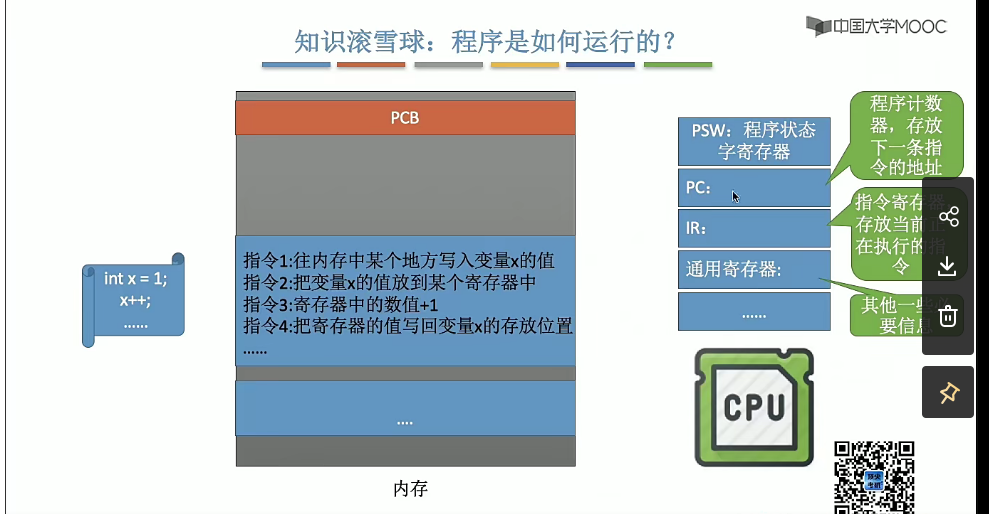 中国大学MOOC
知识滚雪球：程序是如何运行的？
PCB
PSW：程序状态
字寄存器
程序计数
器，存放
下一条指
令的地址
PC：
指令寄存器
存放当前正
在执行的指
令
IR：
int x = 1;
x++;
......
指令1:往内存中某个地方写入变量x的值
指令2:把变量x的值放到某个寄存器中
指令3:寄存器中的数值+1
指令4:把寄存器的值写回变量x的存放位置
......
通用寄存器:
其他一些必
要信息
......
CPU
....
内存